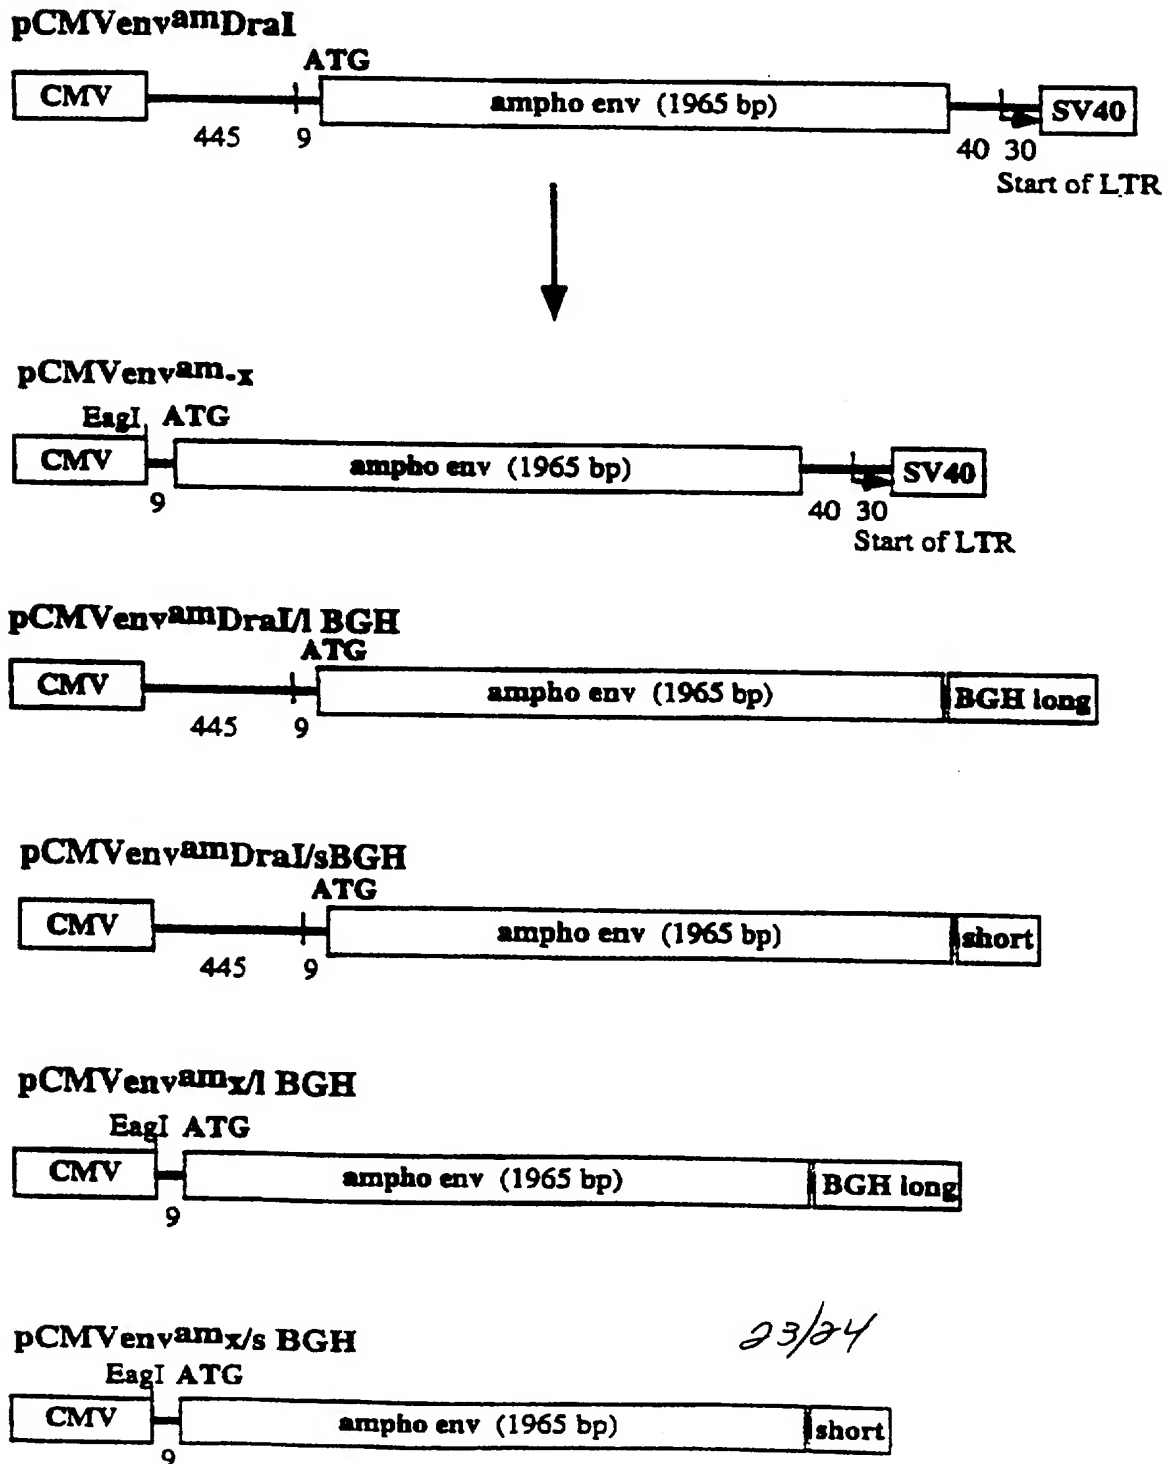 pCMVenvamDraI
ATG
CMV ampho env (1965 bp) SV40
445 9 40 30
Start of LTR
pCMVenvam-x
EagI ATG
CMV ampho env (1965 bp) SV40
9 40 30
Start of LTR
pCMVenvamDraI/l BGH
ATG
CMV ampho env (1965 bp) BGH long
445 9
pCMVenvamDraI/sBGH
ATG
CMV ampho env (1965 bp) short
445 9
pCMVenvamx/l BGH
EagI ATG
CMV ampho env (1965 bp) BGH long
9
23/24
pCMVenvamx/s BGH
EagI ATG
CMV ampho env (1965 bp) short
9